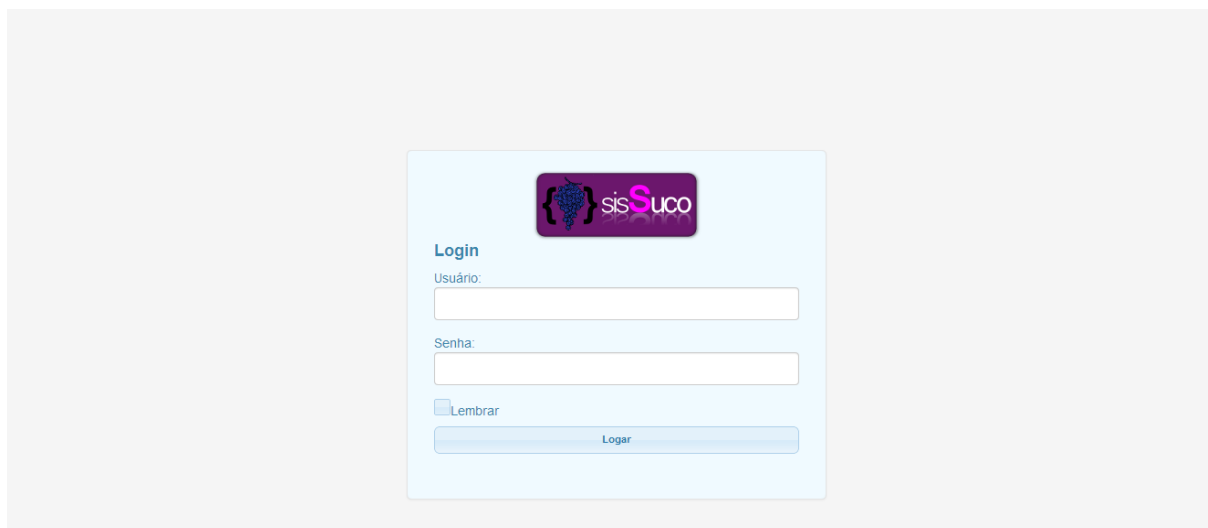 { } sisSuco
Login
Usuário:
Senha:
Lembrar
Logar